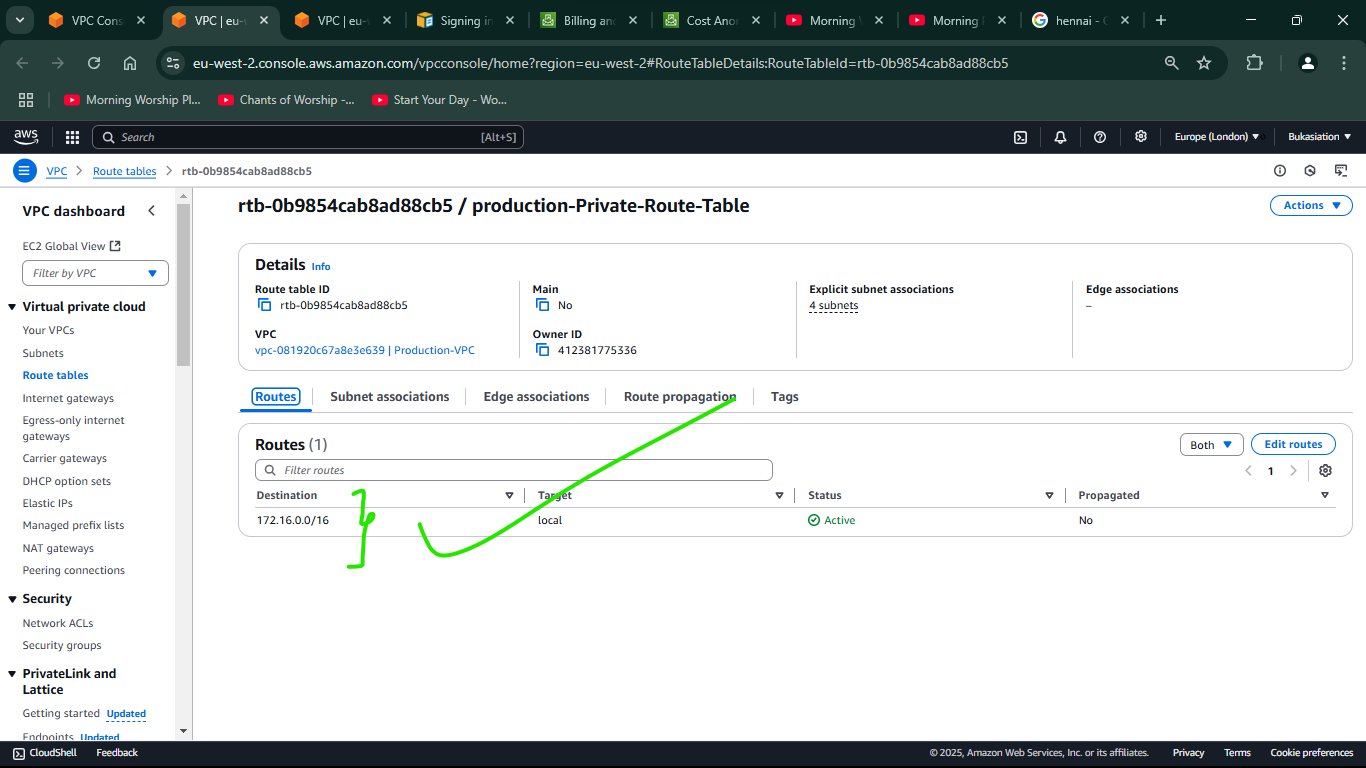 VPC Cons
VPC | eu-w
VPC | eu-w
Signing in
Billing and
Cost Anor
Morning
Morning
hennai - G
eu-west-2.console.aws.amazon.com/vpcconsole/home?region=eu-west-2#RouteTableDetails:RouteTableId=rtb-0b9854cab8ad88cb5
Morning Worship Pl...
Chants of Worship -...
Start Your Day - Wo...
aws
Search
[Alt+S]
Europe (London)
Bukasiation
VPC
Route tables
rtb-0b9854cab8ad88cb5
VPC dashboard
EC2 Global View
Filter by VPC
Virtual private cloud
Your VPCs
Subnets
Route tables
Internet gateways
Egress-only internet
gateways
Carrier gateways
DHCP option sets
Elastic IPs
Managed prefix lists
NAT gateways
Peering connections
Security
Network ACLs
Security groups
PrivateLink and
Lattice
Getting started Updated
Endpoints Updated
rtb-0b9854cab8ad88cb5 / production-Private-Route-Table
Actions
Details Info
Route table ID
rtb-0b9854cab8ad88cb5
Main
No
Explicit subnet associations
4 subnets
Edge associations
–
VPC
vpc-081920c67a8e3e639 | Production-VPC
Owner ID
412381775336
Routes
Subnet associations
Edge associations
Route propagation
Tags
Routes (1)
Both
Edit routes
Filter routes
1
Destination
Target
Status
Propagated
172.16.0.0/16
local
Active
No
CloudShell
Feedback
© 2025, Amazon Web Services, Inc. or its affiliates.
Privacy
Terms
Cookie preferences